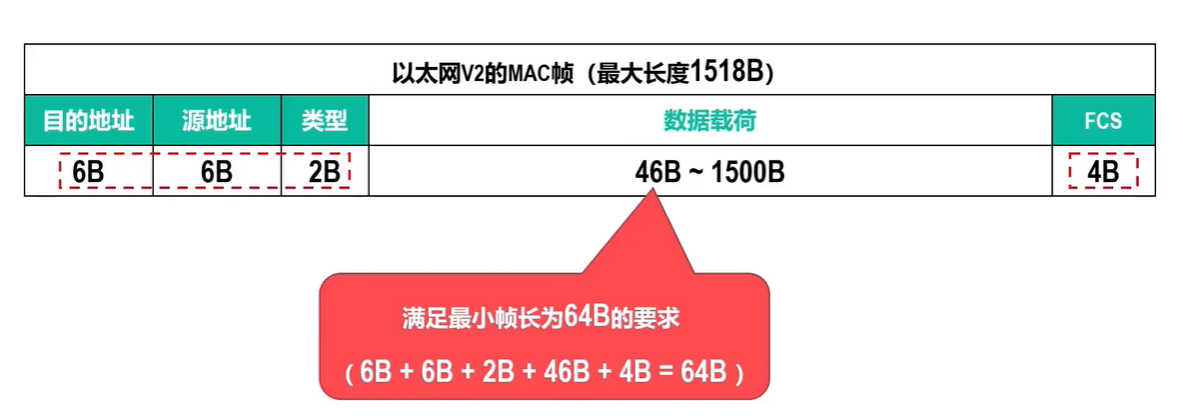 以太网V2的MAC帧（最大长度1518B）
目的地址 源地址 类型 数据载荷 FCS
6B 6B 2B 46B ~ 1500B 4B
满足最小帧长为64B的要求
（6B + 6B + 2B + 46B + 4B = 64B）